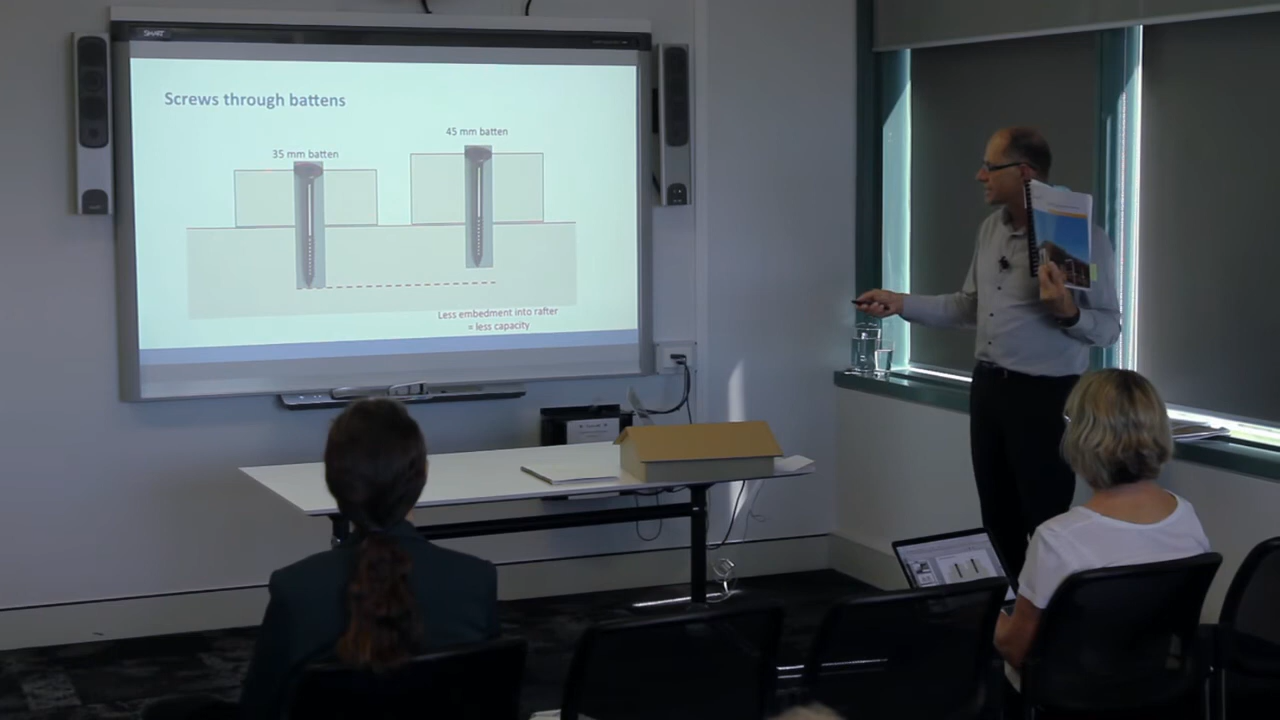 SMART
Screws through battens
45 mm batten
35 mm batten
Less embedment into rafter
= less capacity